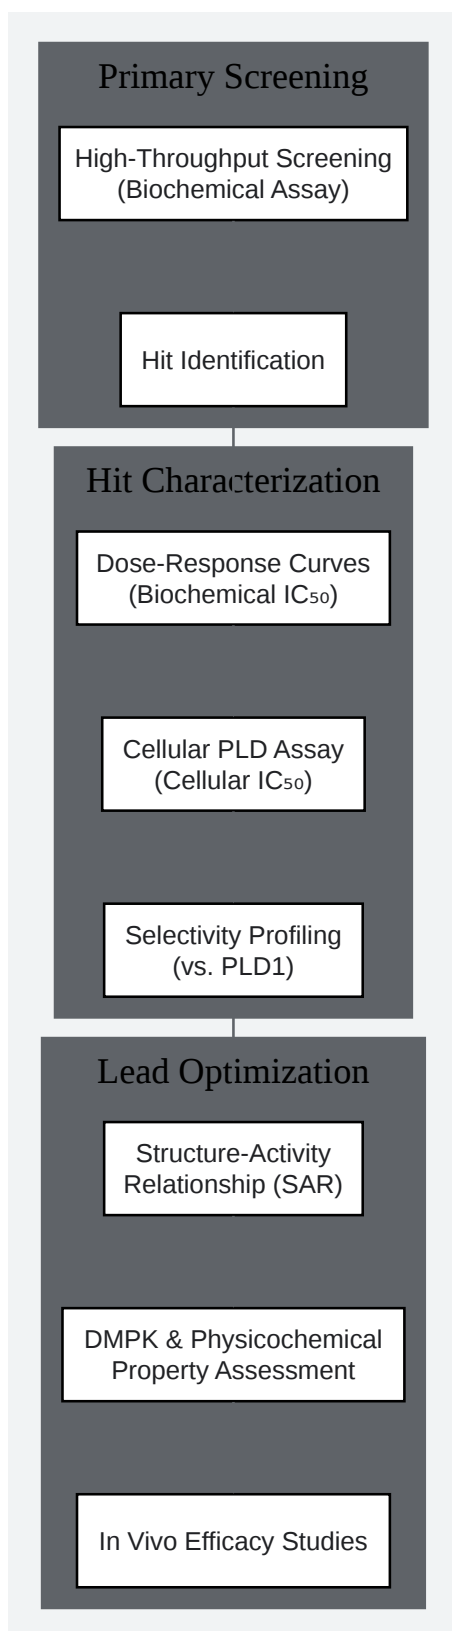 Primary Screening
High-Throughput Screening
(Biochemical Assay)
Hit Identification
Hit Characterization
Dose-Response Curves
(Biochemical IC₅₀)
Cellular PLD Assay
(Cellular IC₅₀)
Selectivity Profiling
(vs. PLD1)
Lead Optimization
Structure-Activity
Relationship (SAR)
DMPK & Physicochemical
Property Assessment
In Vivo Efficacy Studies